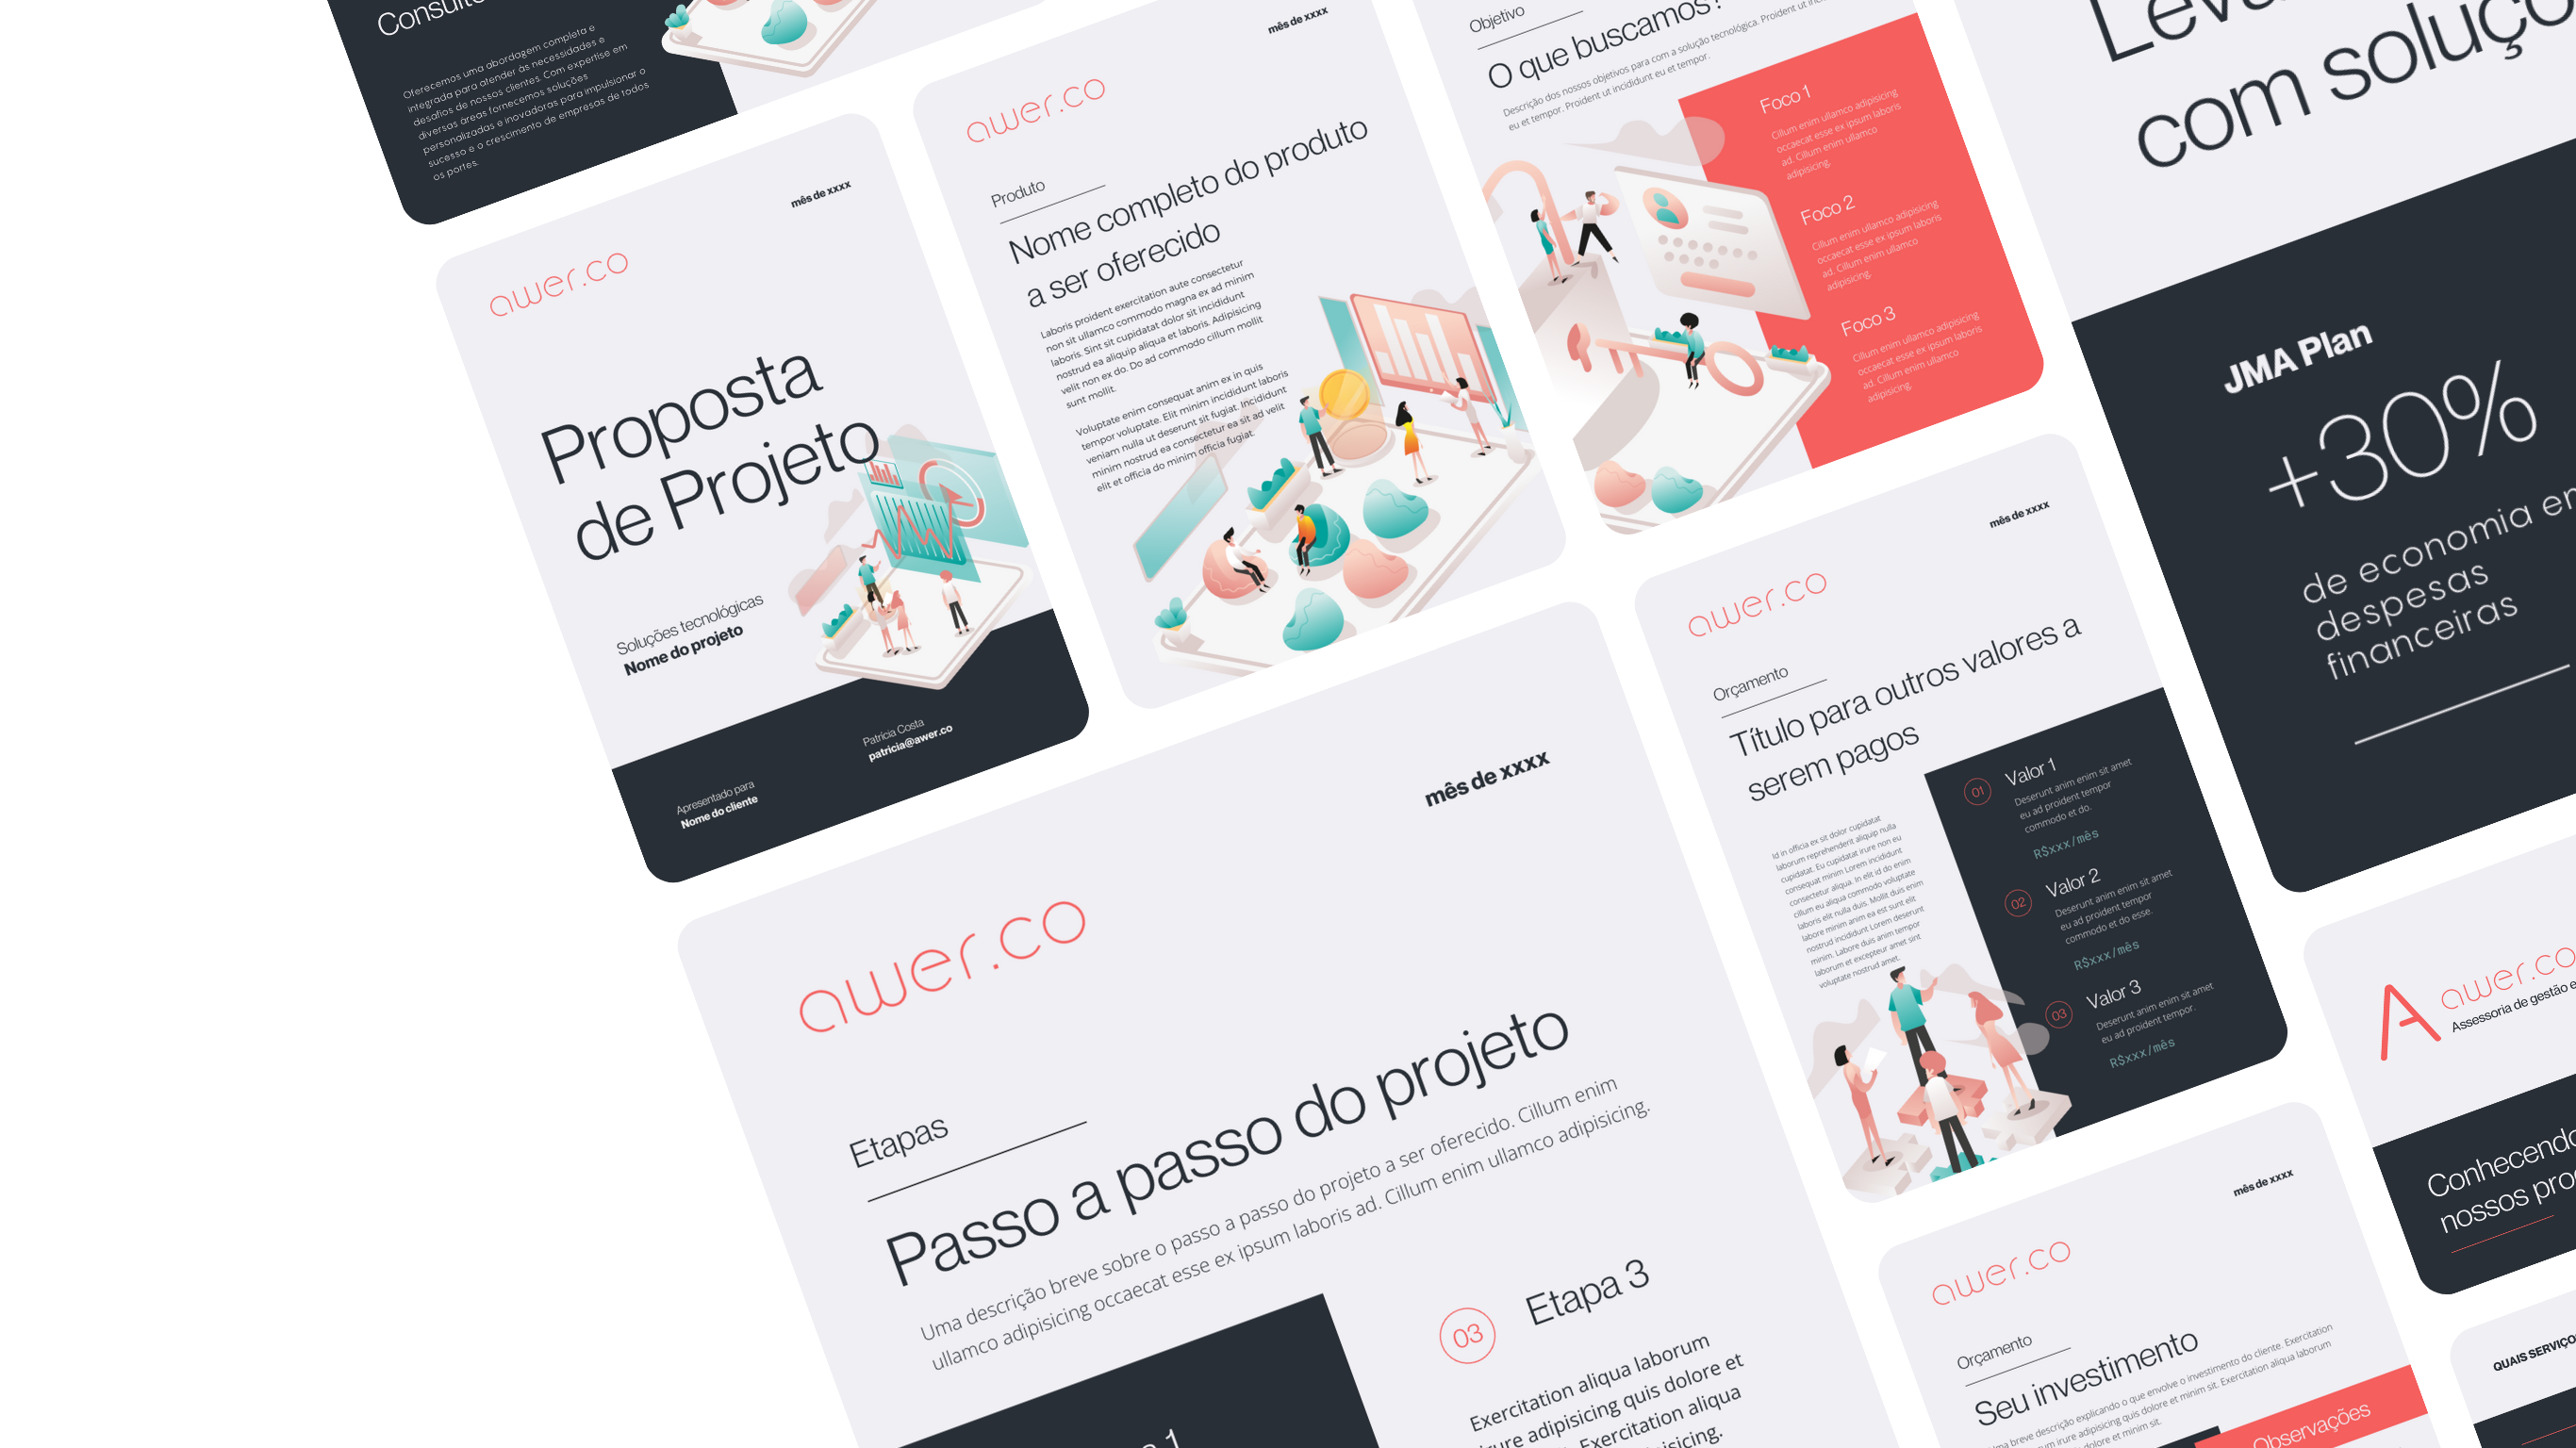 Oferecemos uma abordagem completa e
integrada para atender às necessidades e
desafios de nossos clientes. Com expertise em
diversas áreas fornecemos soluções
personalizadas e inovadoras para impulsionar o
sucesso e o crescimento de empresas de todos
os portes.
awer.co
mês de xxxx
Proposta
de Projeto
Soluções tecnológicas
Nome do projeto
Patricia Costa
patricia@awer.co
Apresentado para
Nome do cliente
awer.co
mês de xxxx
Produto
Nome completo do produto
a ser oferecido
Laboris proident exercitation aute consectetur
non sit ullamco commodo magna ex ad minim
laboris. Sint sit cupidatat dolor sit incididunt
nostrud ea aliquip aliqua et laboris. Adipisicing
velit non ex do. Do ad commodo cillum mollit
sunt mollit.
Voluptate enim consequat anim ex in quis
tempor voluptate. Elit minim incididunt laboris
veniam nulla ut deserunt sit fugiat. Incididunt
minim nostrud ea consectetur ea sit ad velit
elit et officia do minim officia fugiat.
Objetivo
O que buscamos?
Descrição dos nossos objetivos para com a solução tecnológica. Proident ut
eu et tempor. Proident ut incididunt eu et tempor.
Foco 1
Cillum enim ullamco adipisicing
occaecat esse ex ipsum laboris
ad. Cillum enim ullamco
adipisicing.
Foco 2
Cillum enim ullamco adipisicing
occaecat esse ex ipsum laboris
ad. Cillum enim ullamco
adipisicing.
Foco 3
Cillum enim ullamco adipisicing
occaecat esse ex ipsum laboris
ad. Cillum enim ullamco
adipisicing.
com
JMA Plan
+30%
de economia
despesas
financeiras
awer.co
mês de xxxx
Etapas
Passo a passo do projeto
Uma descrição breve sobre o passo a passo do projeto a ser oferecido. Cillum enim
ullamco adipisicing occaecat esse ex ipsum laboris ad. Cillum enim ullamco adipisicing.
03
Etapa 3
Exercitation aliqua laborum
irure adipisicing quis dolore et
Exercitation aliqua
awer.co
mês de xxxx
Orçamento
Título para outros valores a
serem pagos
Id in officia ex sit dolor cupidatat
laborum reprehenderit aliquip nulla
cupidatat. Eu cupidatat irure non eu
consequat minim Lorem incididunt
consectetur aliqua. In elit id do enim
cillum eu aliqua commodo voluptate
laboris elit nulla duis. Mollit duis enim
labore minim anim ea est sunt elit
nostrud incididunt Lorem deserunt
minim. Labore duis anim tempor
laborum et excepteur amet sint
voluptate nostrud amet.
01
Valor 1
Deserunt anim enim sit amet
eu ad proident tempor
commodo et do.
R$xxx/mês
02
Valor 2
Deserunt anim enim sit amet
eu ad proident tempor
commodo et do esse.
R$xxx/mês
03
Valor 3
Deserunt anim enim sit amet
eu ad proident tempor.
R$xxx/mês
awer.co
Assessoria de gestão
nossos
awer.co
mês de xxxx
Orçamento
Seu investimento
Uma breve descrição explicando o que envolve o investimento do cliente. Exercitation
irure adipisicing quis dolore et minim sit. Exercitation aliqua laborum
dolore et minim sit.
Observações
QUAIS